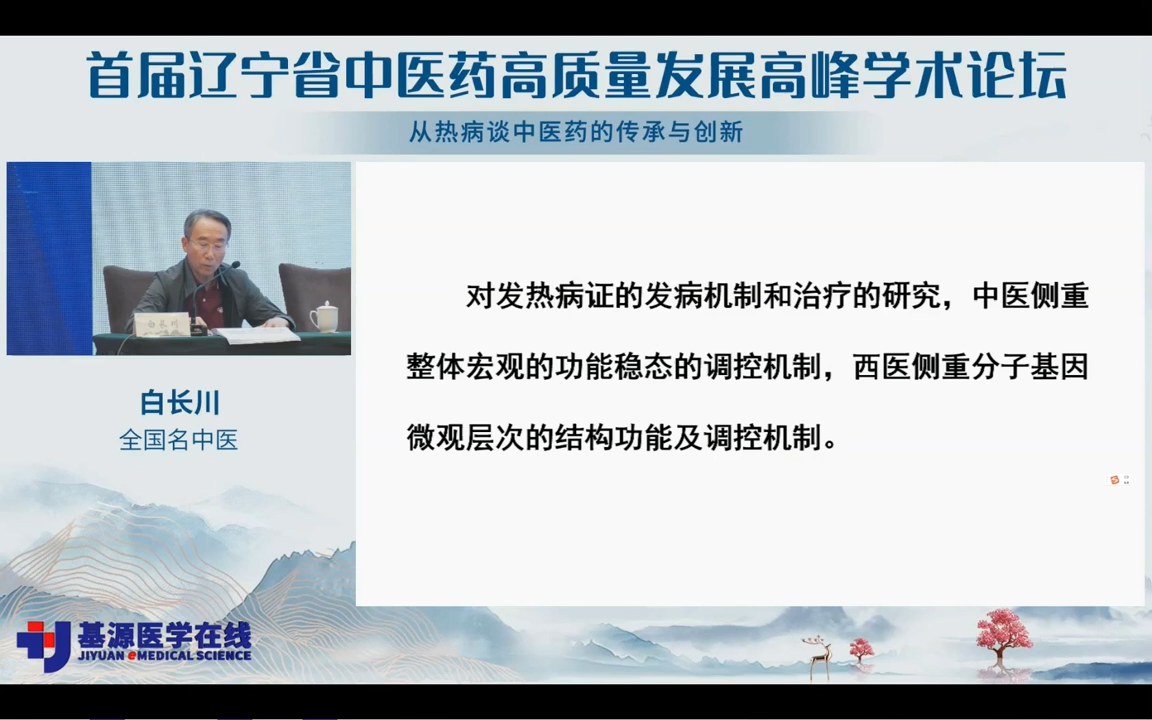 首届辽宁省中医药高质量发展高峰学术论坛
从热病谈中医药的传承与创新
白长川
白长川
全国名中医
对发热病证的发病机制和治疗的研究，中医侧重
整体宏观的功能稳态的调控机制，西医侧重分子基因
微观层次的结构功能及调控机制。
基源医学在线
JIYUAN eMEDICAL SCIENCE